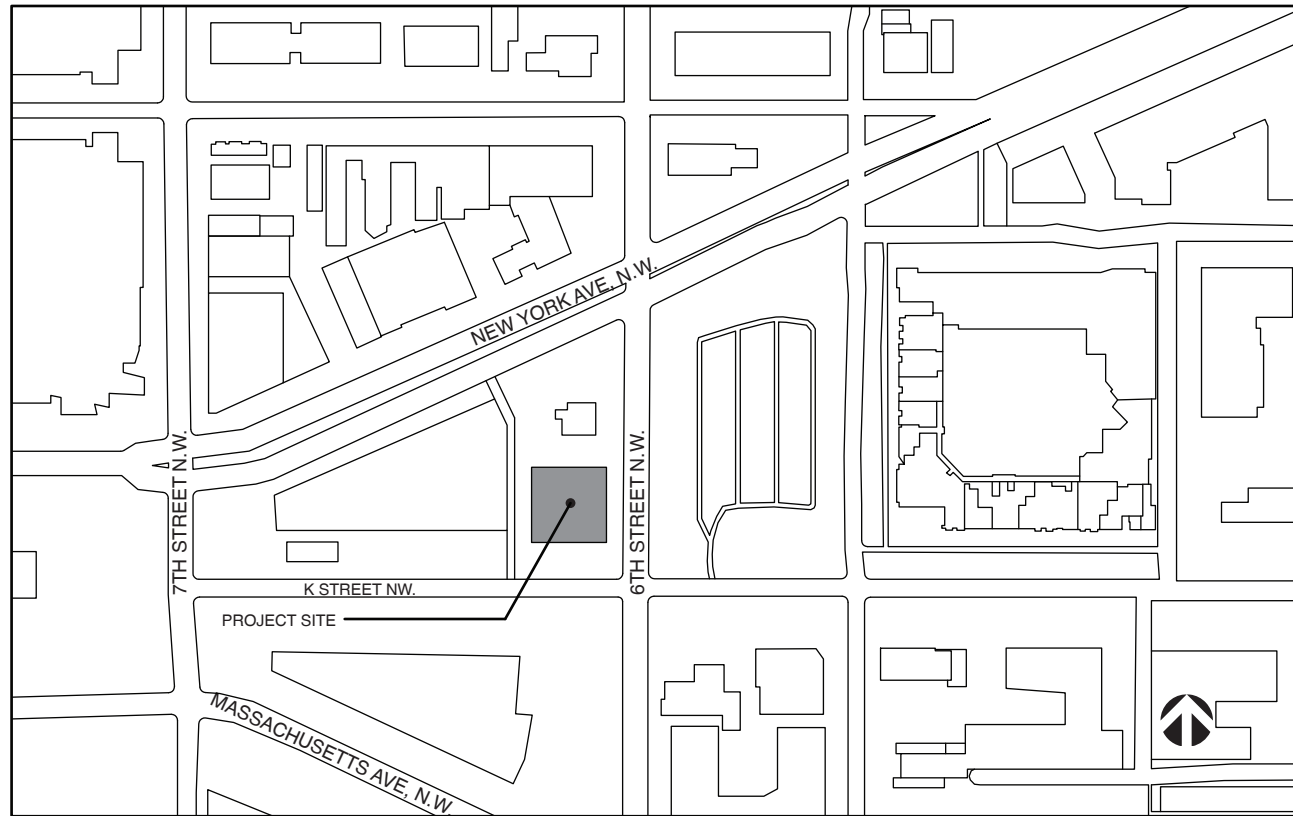 NEW YORK AVE, N.W.
7TH STREET N.W.
6TH STREET N.W.
K STREET NW.
PROJECT SITE
MASSACHUSETTS AVE, N.W.